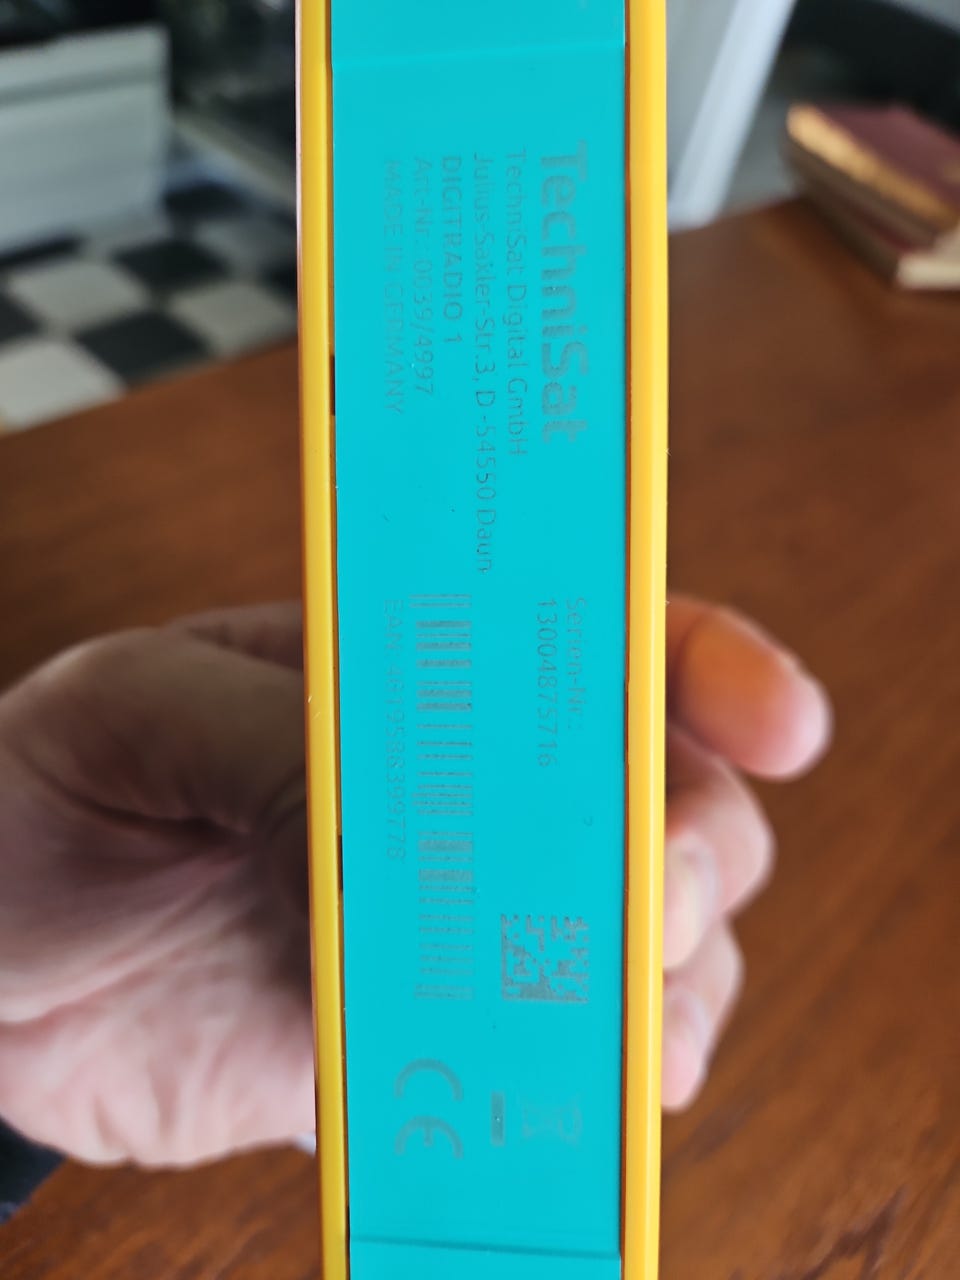 TechniSat
TechniSat Digital GmbH
Julius-Saxler-Str.3, D-54550 Daun
DIGITRADIO 1
Art-Nr.: 0039/4997
MADE IN GERMANY
Serien-Nr.:
13004875716
EAN: 4019588399778
CE